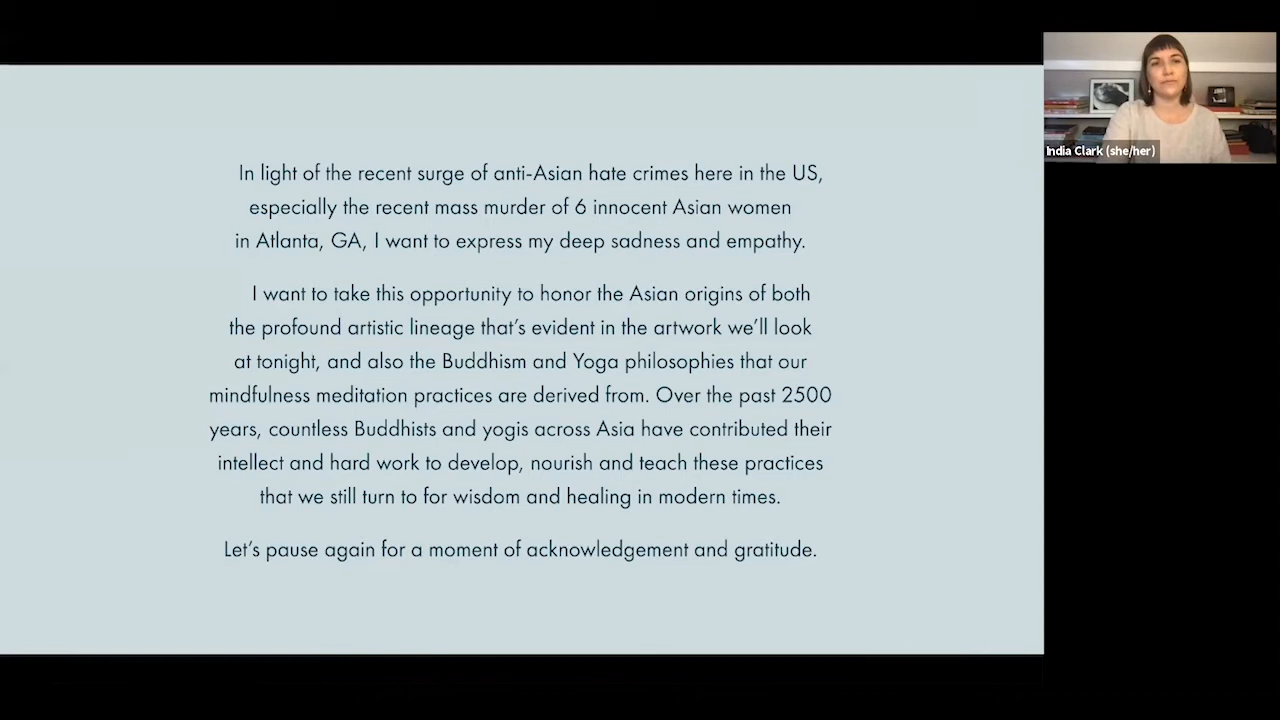 In light of the recent surge of anti-Asian hate crimes here in the US,
especially the recent mass murder of 6 innocent Asian women
in Atlanta, GA, I want to express my deep sadness and empathy.
I want to take this opportunity to honor the Asian origins of both
the profound artistic lineage that's evident in the artwork we'll look
at tonight, and also the Buddhism and Yoga philosophies that our
mindfulness meditation practices are derived from. Over the past 2500
years, countless Buddhists and yogis across Asia have contributed their
intellect and hard work to develop, nourish and teach these practices
that we still turn to for wisdom and healing in modern times.
Let's pause again for a moment of acknowledgement and gratitude.
India Clark (she/her)